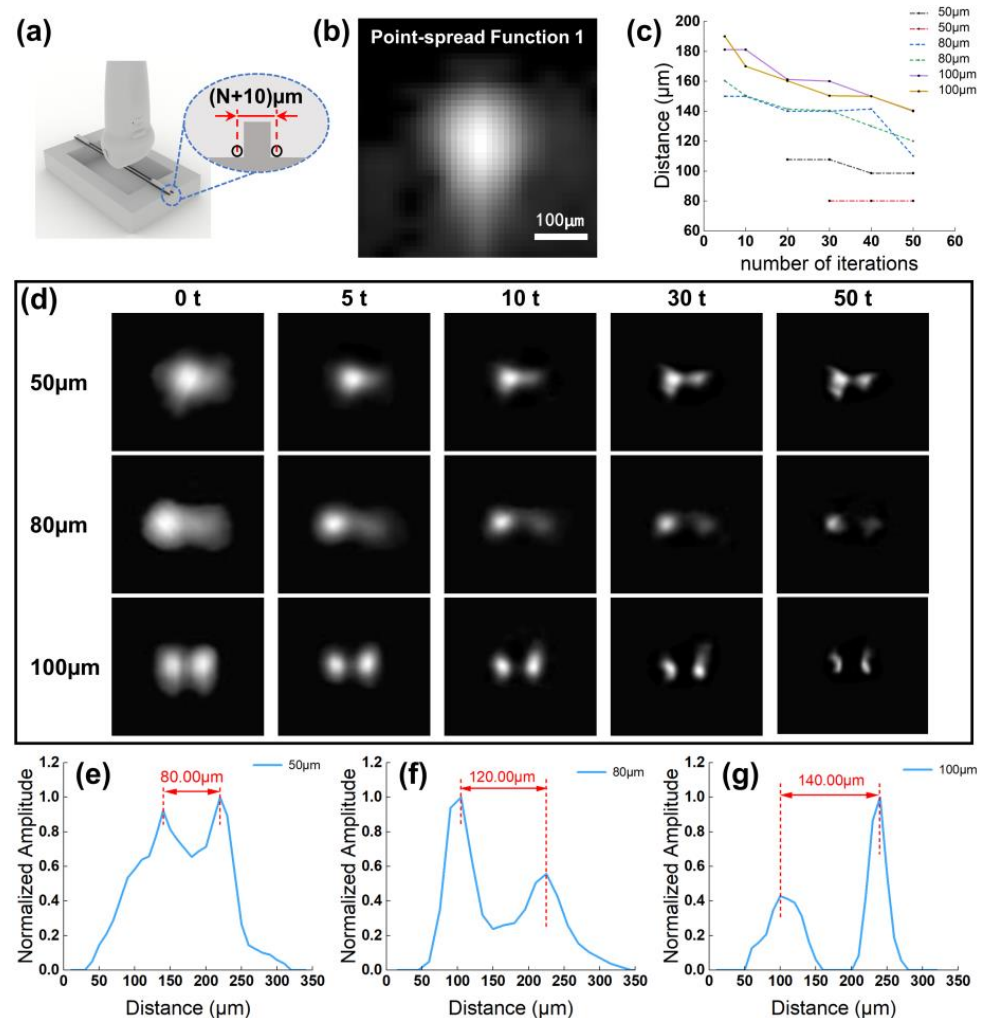 (a)
(N+10)μm
(b)
Point-spread Function 1
100μm
(c)
Distance (μm)
200
180
160
140
120
100
80
60
0 10 20 30 40 50 60
number of iterations
50μm
50μm
80μm
80μm
100μm
100μm
(d)
0 t 5 t 10 t 30 t 50 t
50μm
80μm
100μm
(e)
50μm
80.00μm
Normalized Amplitude
1.2
1.0
0.8
0.6
0.4
0.2
0.0
0 50 100 150 200 250 300 350
Distance (μm)
(f)
80μm
120.00μm
Normalized Amplitude
1.2
1.0
0.8
0.6
0.4
0.2
0.0
0 50 100 150 200 250 300 350
Distance (μm)
(g)
100μm
140.00μm
Normalized Amplitude
1.2
1.0
0.8
0.6
0.4
0.2
0.0
0 50 100 150 200 250 300 350
Distance (μm)